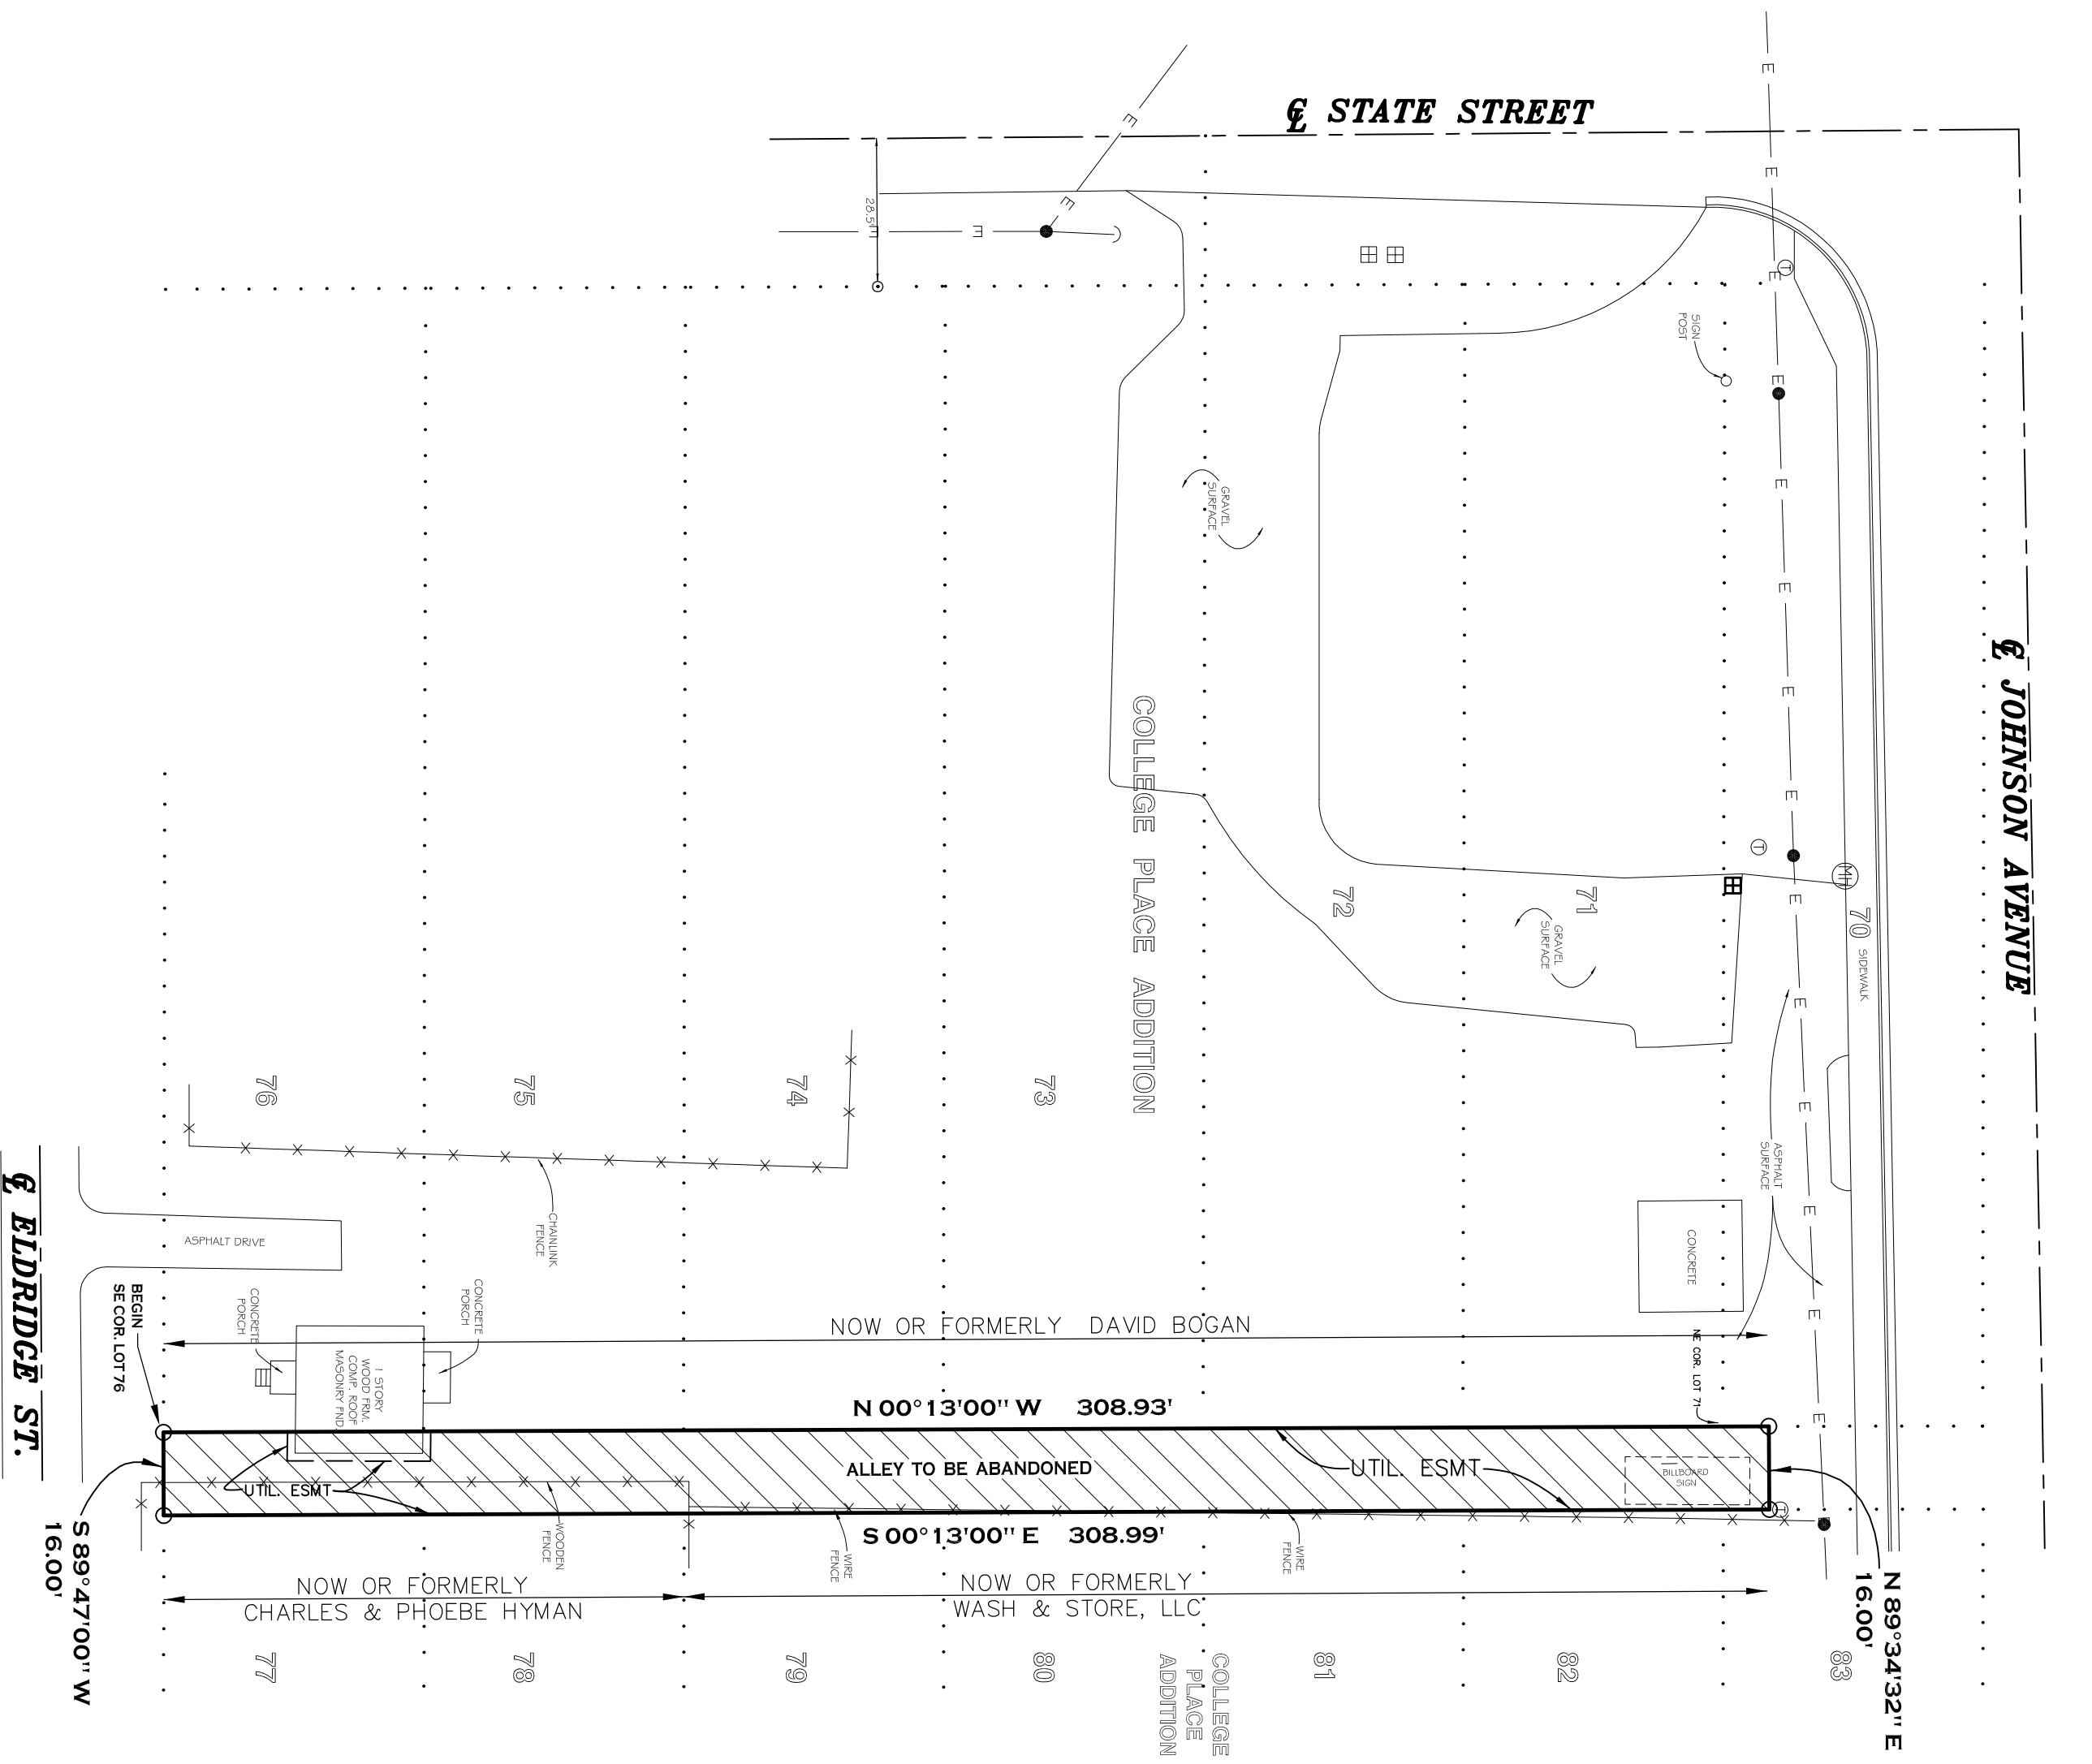 ℄ STATE STREET
℄ JOHNSON AVENUE
E
E
E
E
E
28.5'
E
E
E
T
SIGN
POST
E
E
E
E
E
GRAVEL
SURFACE
T
MH
E
70
SIDEWALK
72
71
GRAVEL
SURFACE
COLLEGE PLACE ADDITION
E
E
E
E
E
76
75
74
73
ASPHALT
SURFACE
CHAINLINK
FENCE
ASPHALT DRIVE
CONCRETE
℄ ELDRIDGE ST.
BEGIN
SE COR. LOT 76
CONCRETE
PORCH
CONCRETE
PORCH
1 STORY
WOOD FRM.
COMP. ROOF
MASONRY FND
NOW OR FORMERLY DAVID BOGAN
NE COR. LOT 71
N 00°13'00" W 308.93'
ALLEY TO BE ABANDONED
UTIL. ESMT
UTIL. ESMT
BILLBOARD
SIGN
T
S 00°13'00" E 308.99'
WOODEN
FENCE
WIRE
FENCE
WIRE
FENCE
S 89°47'00" W
16.00'
N 89°34'32" E
16.00'
NOW OR FORMERLY
CHARLES & PHOEBE HYMAN
NOW OR FORMERLY
WASH & STORE, LLC
77
78
79
80
81
82
83
COLLEGE
PLACE
ADDITION